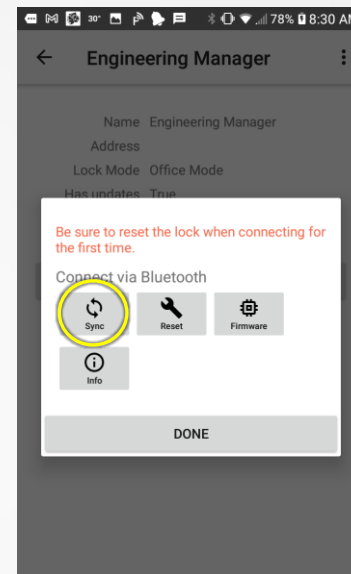 30° 78% 8:30 AM
Engineering Manager
Name Engineering Manager
Address
Lock Mode Office Mode
Has updates True
Be sure to reset the lock when connecting for
the first time.
Connect via Bluetooth
Sync Reset Firmware
Info
DONE